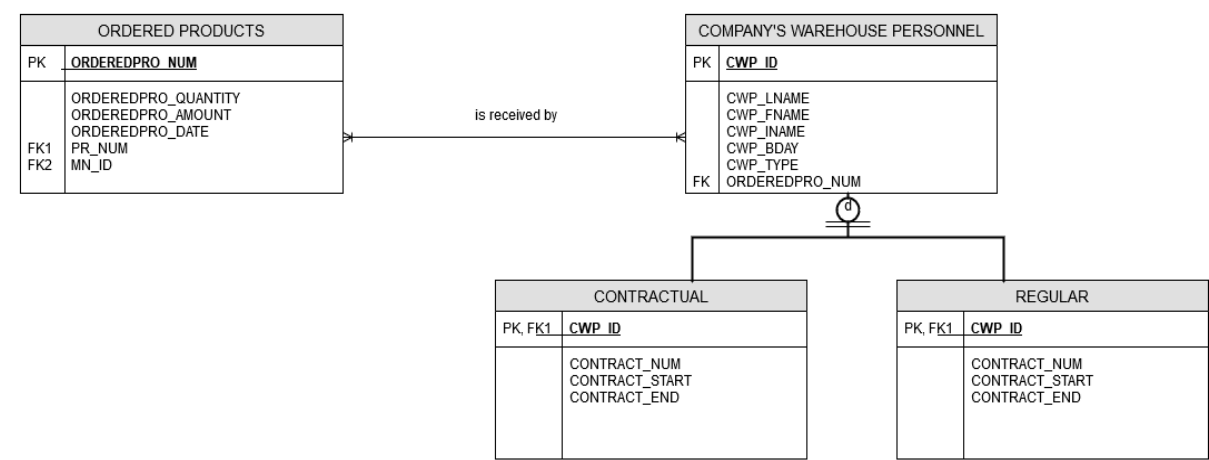 ORDERED PRODUCTS
PK ORDEREDPRO_NUM
ORDEREDPRO_QUANTITY
ORDEREDPRO_AMOUNT
ORDEREDPRO_DATE
FK1 PR_NUM
FK2 MN_ID
is received by
COMPANY'S WAREHOUSE PERSONNEL
PK CWP_ID
CWP_LNAME
CWP_FNAME
CWP_INAME
CWP_BDAY
CWP_TYPE
FK ORDEREDPRO_NUM
d
CONTRACTUAL
PK, FK1 CWP_ID
CONTRACT_NUM
CONTRACT_START
CONTRACT_END
REGULAR
PK, FK1 CWP_ID
CONTRACT_NUM
CONTRACT_START
CONTRACT_END